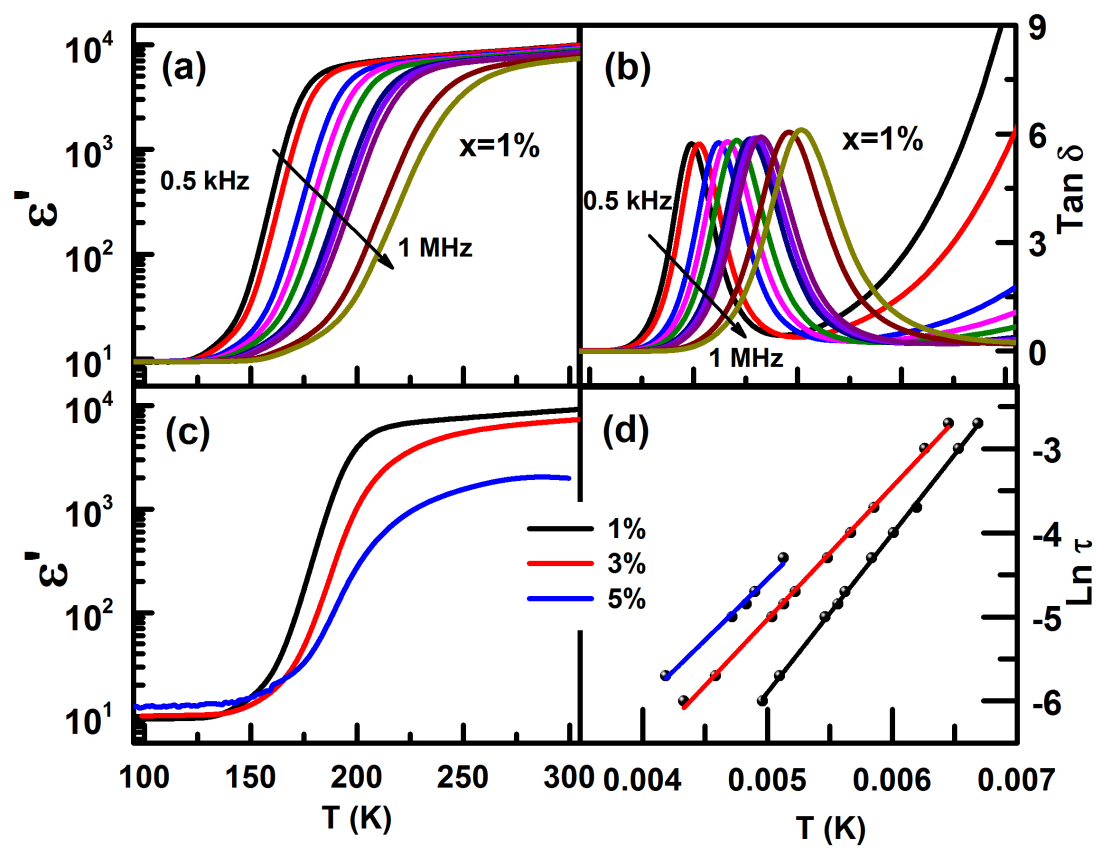 10⁴
(a)
10³
x=1%
0.5 kHz
ε'
10²
1 MHz
10¹
9
(b)
6
x=1%
Tan δ
0.5 kHz
3
1 MHz
0
10⁴
(c)
10³
ε'
10²
10¹
1%
3%
5%
100 150 200 250 300
T (K)
(d)
-3
-4
Ln τ
-5
-6
0.004 0.005 0.006 0.007
T (K)